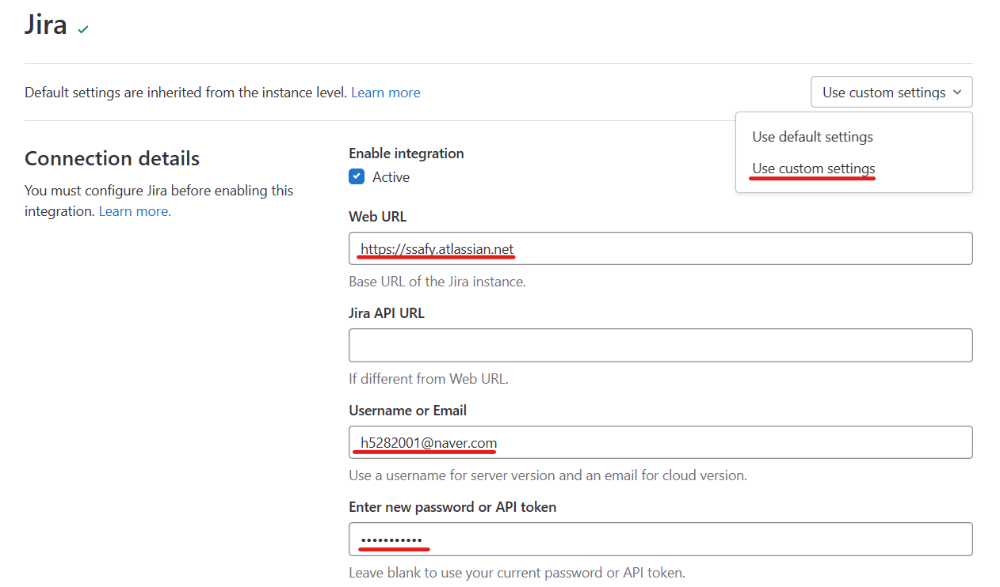 Jira
Default settings are inherited from the instance level. Learn more
Use custom settings
Use default settings
Use custom settings
Connection details
You must configure Jira before enabling this
integration. Learn more.
Enable integration
Active
Web URL
https://ssafy.atlassian.net
Base URL of the Jira instance.
Jira API URL
If different from Web URL.
Username or Email
h5282001@naver.com
Use a username for server version and an email for cloud version.
Enter new password or API token
•••••••••••
Leave blank to use your current password or API token.